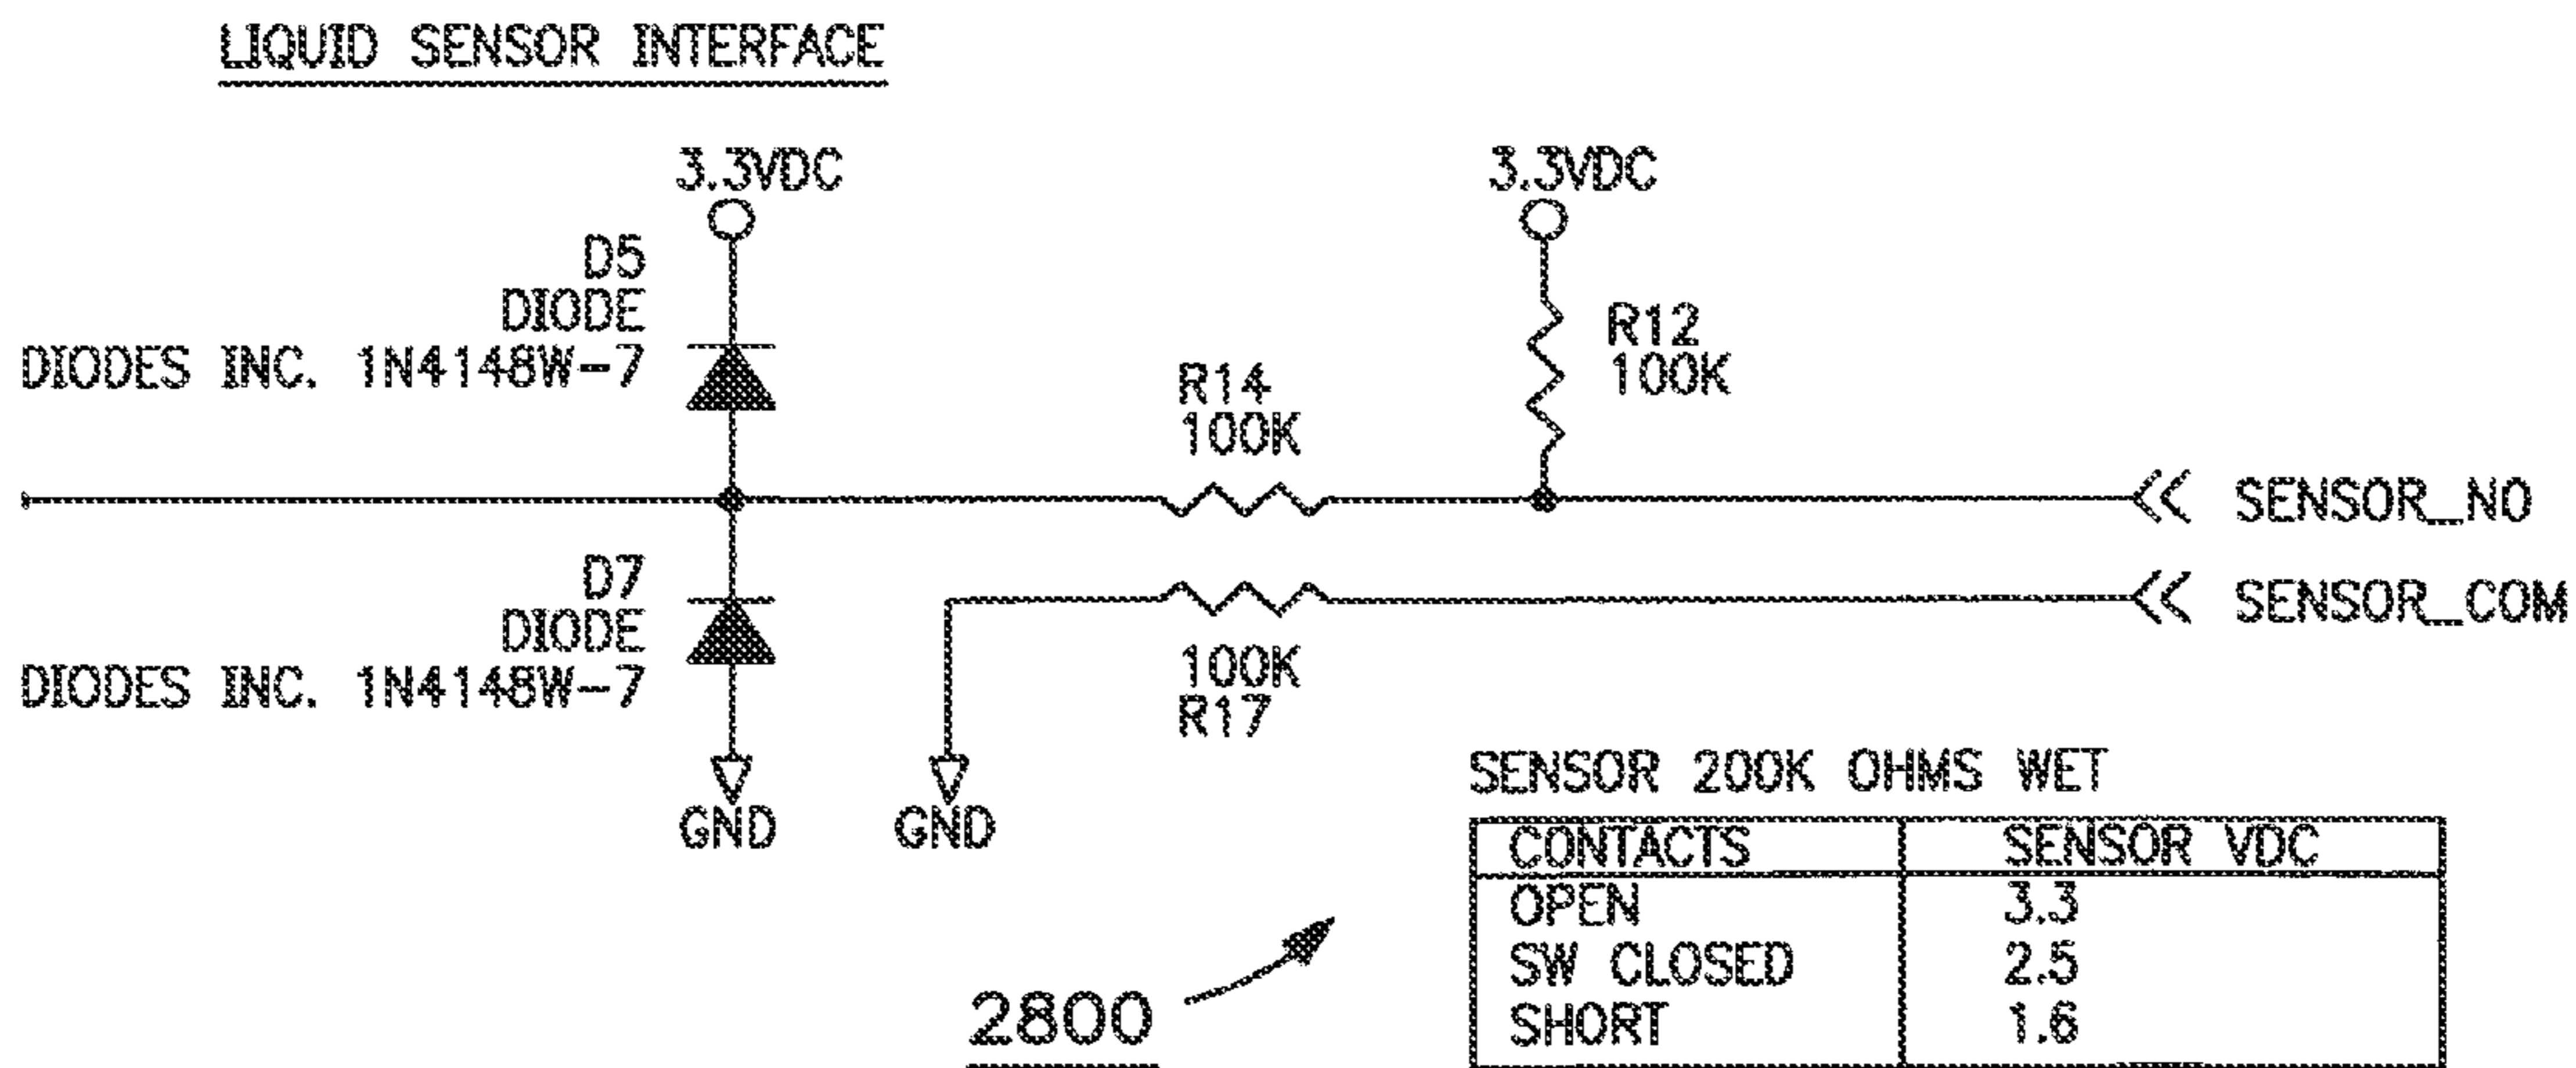 LIQUID SENSOR INTERFACE
3.3VDC
3.3VDC
D5
DIODE
DIODES INC. 1N4148W-7
R12
100K
R14
100K
SENSOR_NO
D7
DIODE
DIODES INC. 1N4148W-7
SENSOR_COM
100K
R17
GND
GND
SENSOR 200K OHMS WET
CONTACTS SENSOR VDC
OPEN 3.3
SW CLOSED 2.5
SHORT 1.6
2800